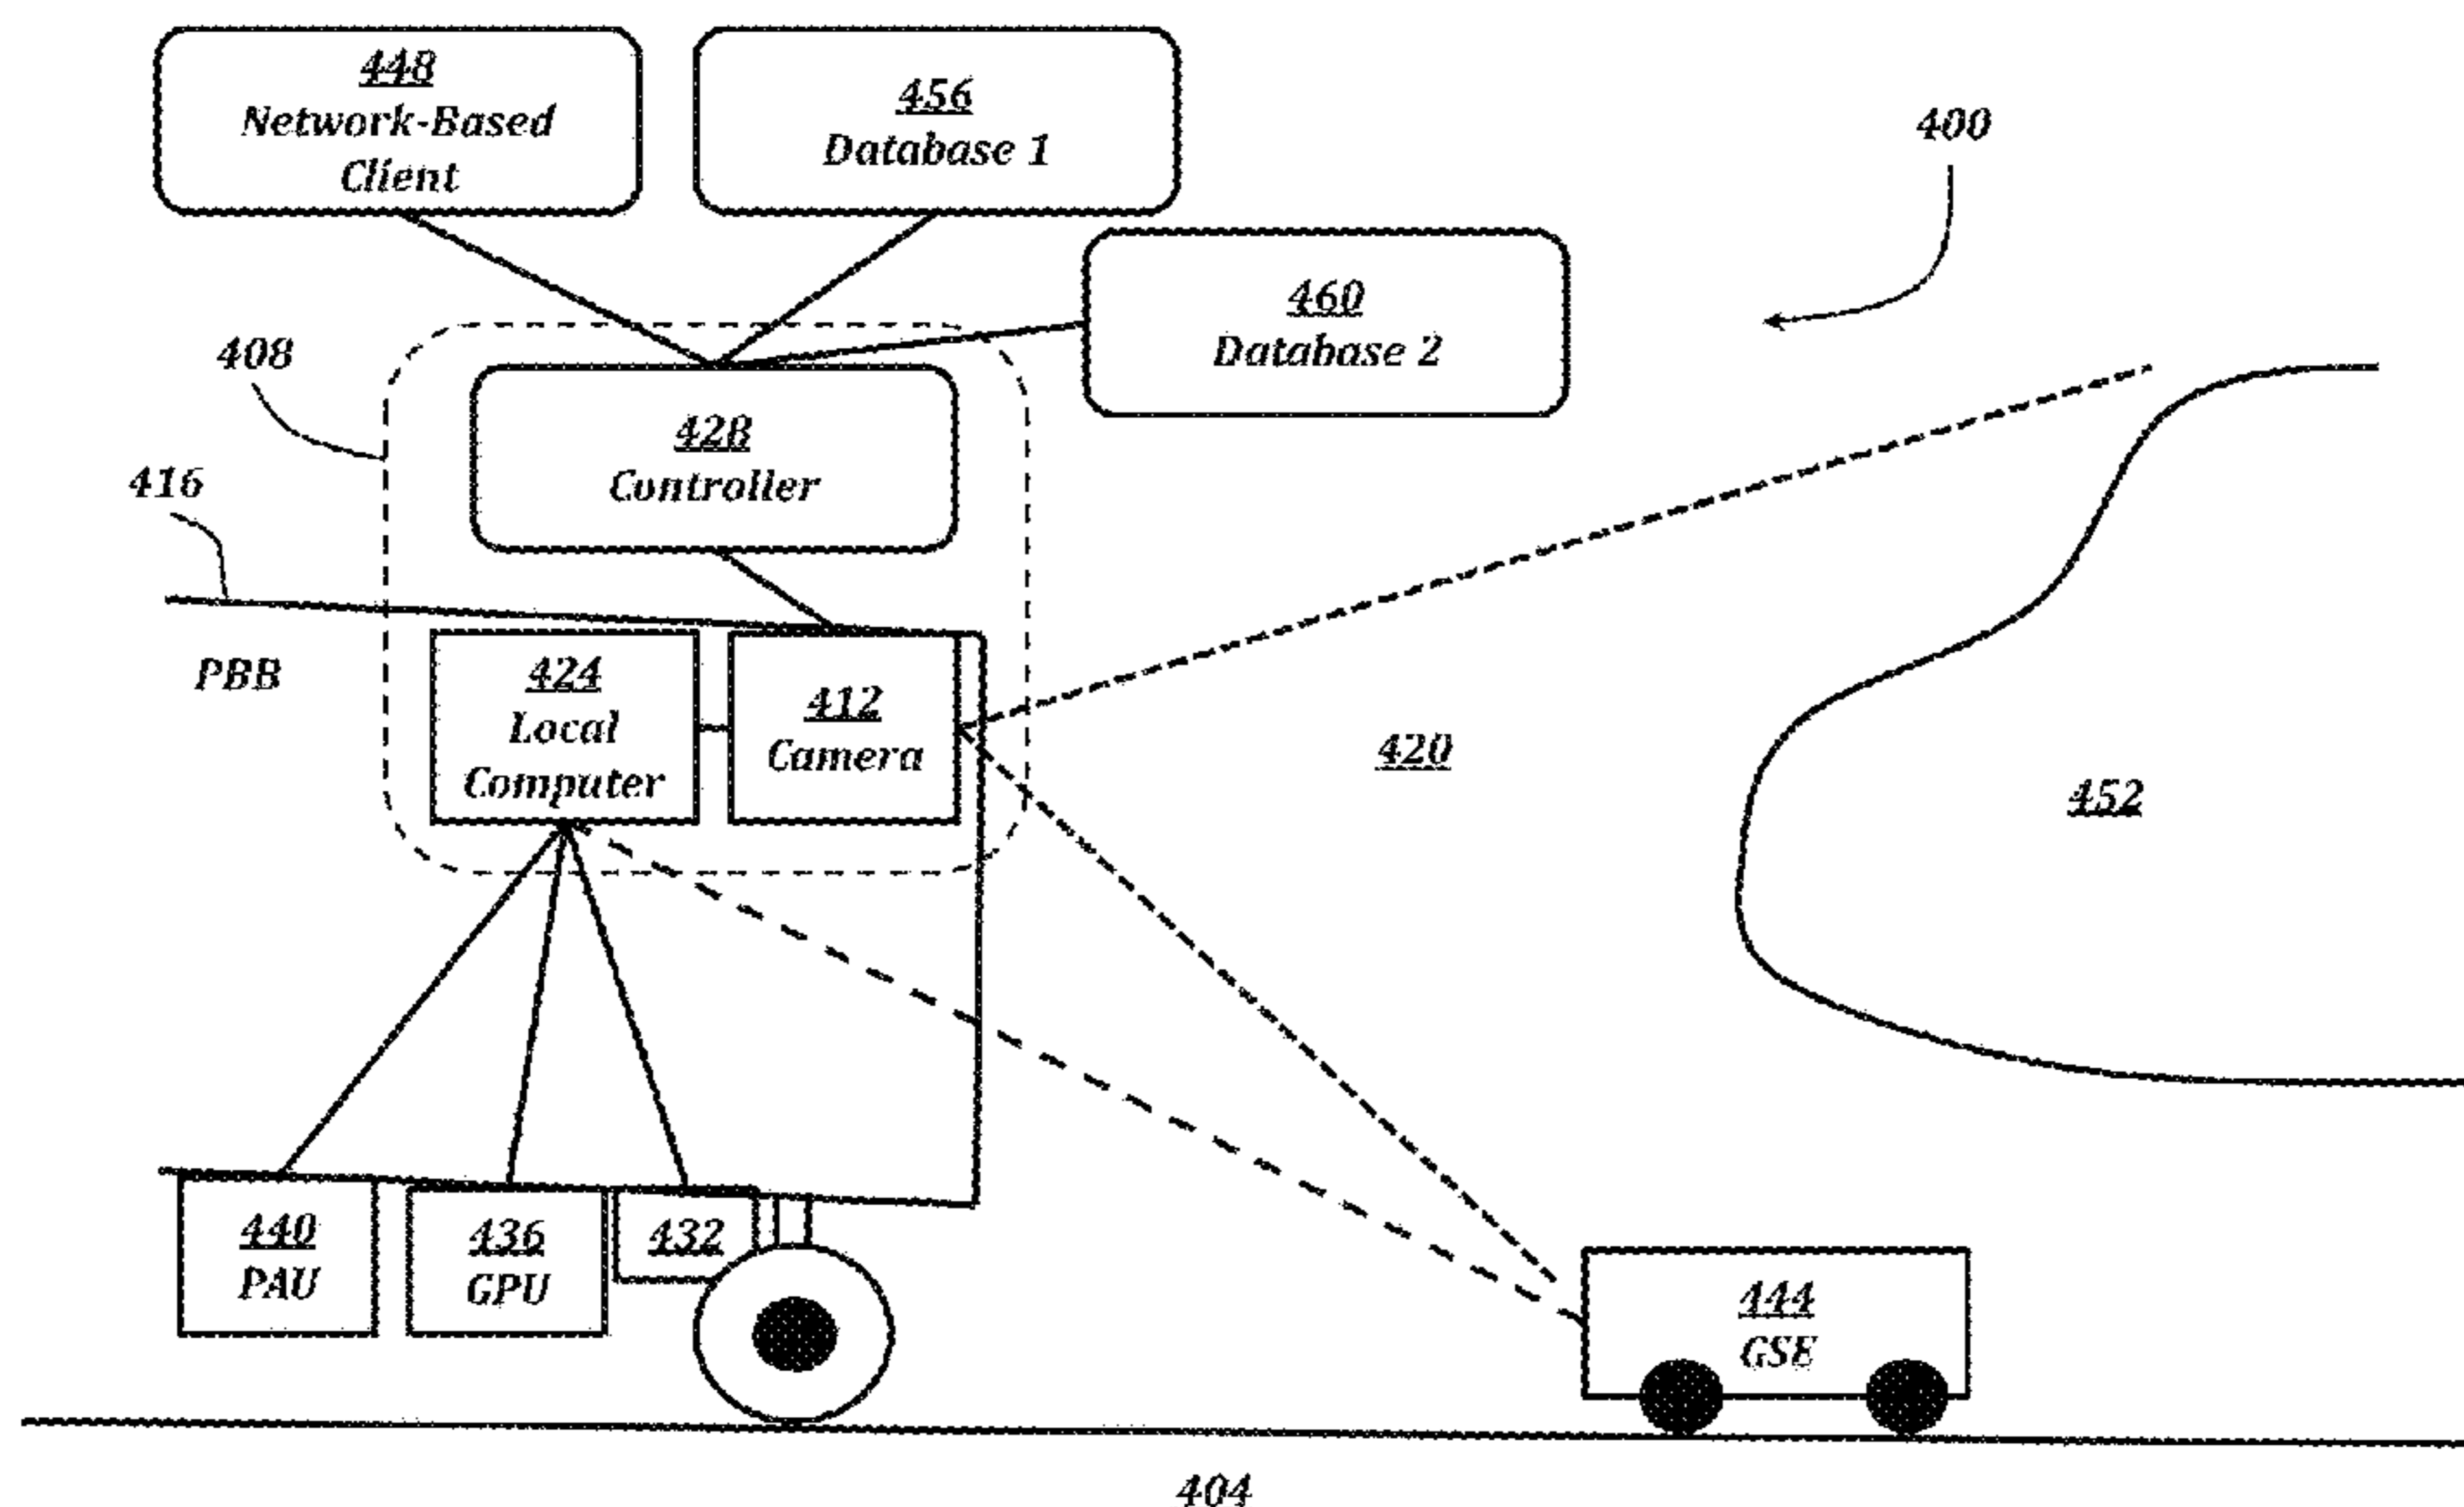 448
Network-Based
Client
456
Database 1
400
460
Database 2
408
428
Controller
416
PBB
424
Local
Computer
412
Camera
420
452
440
PAU
436
GPU
432
444
GSE
404